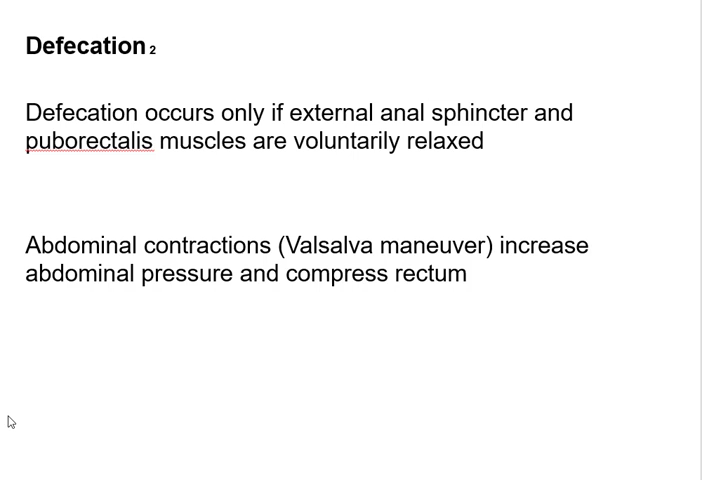 Defecation 2
Defecation occurs only if external anal sphincter and
puborectalis muscles are voluntarily relaxed
Abdominal contractions (Valsalva maneuver) increase
abdominal pressure and compress rectum